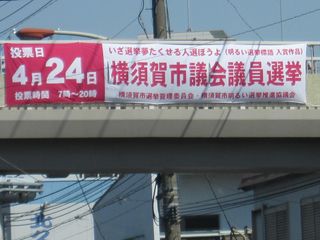 投票日
4月24日
投票時間 7時～20時
いざ選挙夢たくせる人選ぼうよ (明るい選挙標語 入賞作品)
横須賀市議会議員選挙
横須賀市選挙管理委員会・横須賀市明るい選挙推進協議会